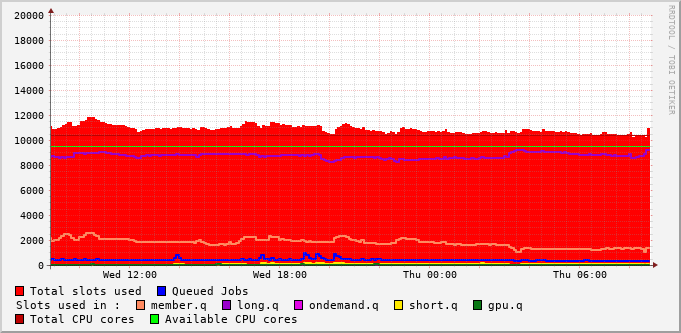 RRDTOOL / TOBI OETIKER
20000
18000
16000
14000
12000
10000
8000
6000
4000
2000
0
Wed 12:00 Wed 18:00 Thu 00:00 Thu 06:00
Total slots used Queued Jobs
Slots used in : member.q long.q ondemand.q short.q gpu.q
Total CPU cores Available CPU cores